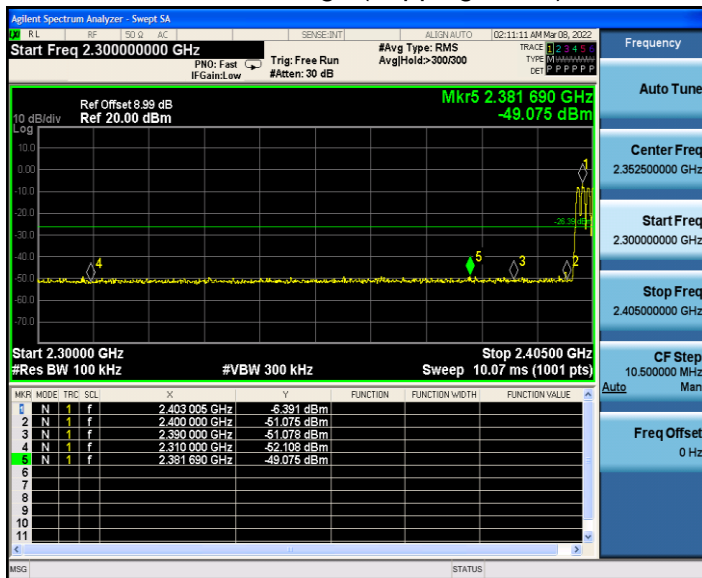 Agilent Spectrum Analyzer - Swept SA
LXI RL RF 50 Ω AC SENSE:INT ALIGN AUTO 02:11:11 AM Mar 08, 2022
Start Freq 2.300000000 GHz
PNO: Fast
IFGain:Low
Trig: Free Run
#Atten: 30 dB
#Avg Type: RMS
Avg|Hold:>300/300
TRACE 1 2 3 4 5 6
TYPE M
DET P P P P P P
Mkr5 2.381 690 GHz
-49.075 dBm
Ref Offset 8.99 dB
10 dB/div Ref 20.00 dBm
Log
10.0
0.00
-10.0
-20.0
-30.0
-40.0
-50.0
-60.0
-70.0
1
-26.39 dBm
4
5
3
2
Start 2.30000 GHz Stop 2.40500 GHz
#Res BW 100 kHz #VBW 300 kHz Sweep 10.07 ms (1001 pts)
MKR MODE TRC SCL X Y FUNCTION FUNCTION WIDTH FUNCTION VALUE
1 N 1 f 2.403 005 GHz -6.391 dBm
2 N 1 f 2.400 000 GHz -51.075 dBm
3 N 1 f 2.390 000 GHz -51.078 dBm
4 N 1 f 2.310 000 GHz -52.108 dBm
5 N 1 f 2.381 690 GHz -49.075 dBm
6
7
8
9
10
11
MSG STATUS
Frequency
Auto Tune
Center Freq
2.352500000 GHz
Start Freq
2.300000000 GHz
Stop Freq
2.405000000 GHz
CF Step
10.500000 MHz
Auto Man
Freq Offset
0 Hz